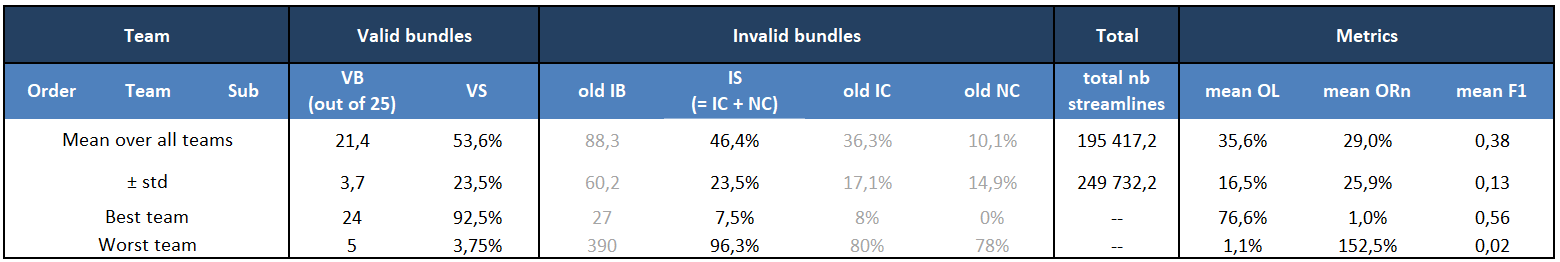 Team Valid bundles Invalid bundles Total Metrics
Order Team Sub VB (out of 25) VS old IB IS (= IC + NC) old IC old NC total nb streamlines mean OL mean ORn mean F1
Mean over all teams 21,4 53,6% 88,3 46,4% 36,3% 10,1% 195 417,2 35,6% 29,0% 0,38
± std 3,7 23,5% 60,2 23,5% 17,1% 14,9% 249 732,2 16,5% 25,9% 0,13
Best team 24 92,5% 27 7,5% 8% 0% -- 76,6% 1,0% 0,56
Worst team 5 3,75% 390 96,3% 80% 78% -- 1,1% 152,5% 0,02